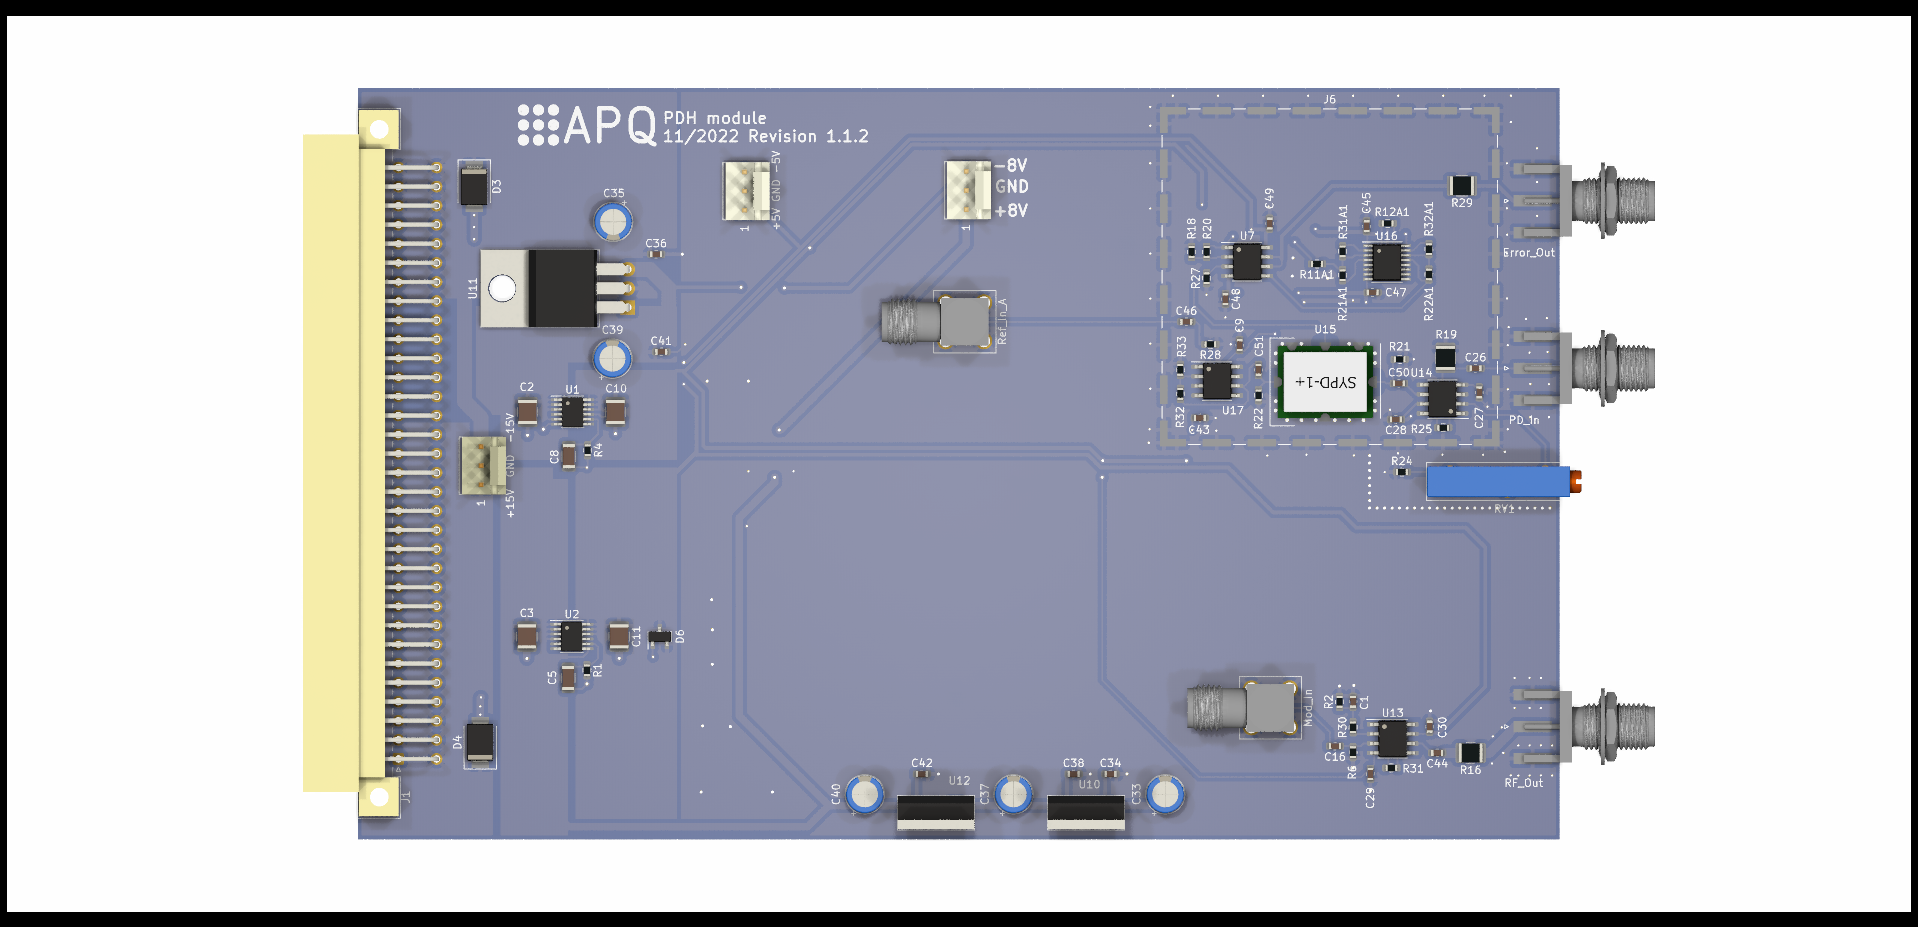 APQ PDH module
11/2022 Revision 1.1.2
J6
-5V
GND
+5V
1
-8V
GND
+8V
1
D3
C35
C36
U11
C39
C41
C2
U1
C10
C8
R4
-15V
GND
+15V
1
Ref_In_A
R18
R20
U7
C49
R31A1
C45
R12A1
U16
R32A1
R29
Error_Out
R27
C48
R11A1
R21A1
C47
R22A1
C46
R33
R28
C9
C51
U15
SYPD-1+
R21
R19
C26
C50
U14
R32
C43
U17
R22
C28
R25
C27
PD_In
R24
RV1
C3
U2
C11
D6
C5
R1
D4
J1
Mod_In
R2
C1
R30
U13
C30
C16
R6
R31
C44
R16
C29
RF_Out
C40
C42
U12
C37
C38
C34
U10
C33